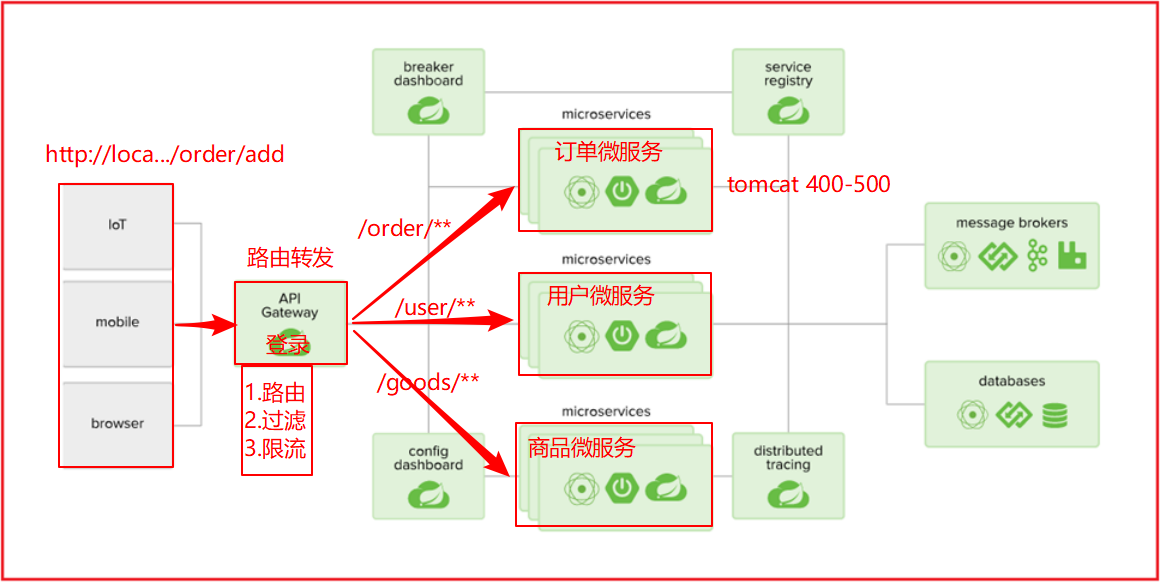 breaker
dashboard
service
registry
microservices
http://loca.../order/add
订单微服务
tomcat 400-500
IoT
/order/**
message brokers
路由转发
microservices
API
Gateway
用户微服务
/user/**
mobile
登录
/goods/**
databases
1.路由
2.过滤
3.限流
microservices
browser
商品微服务
config
dashboard
distributed
tracing